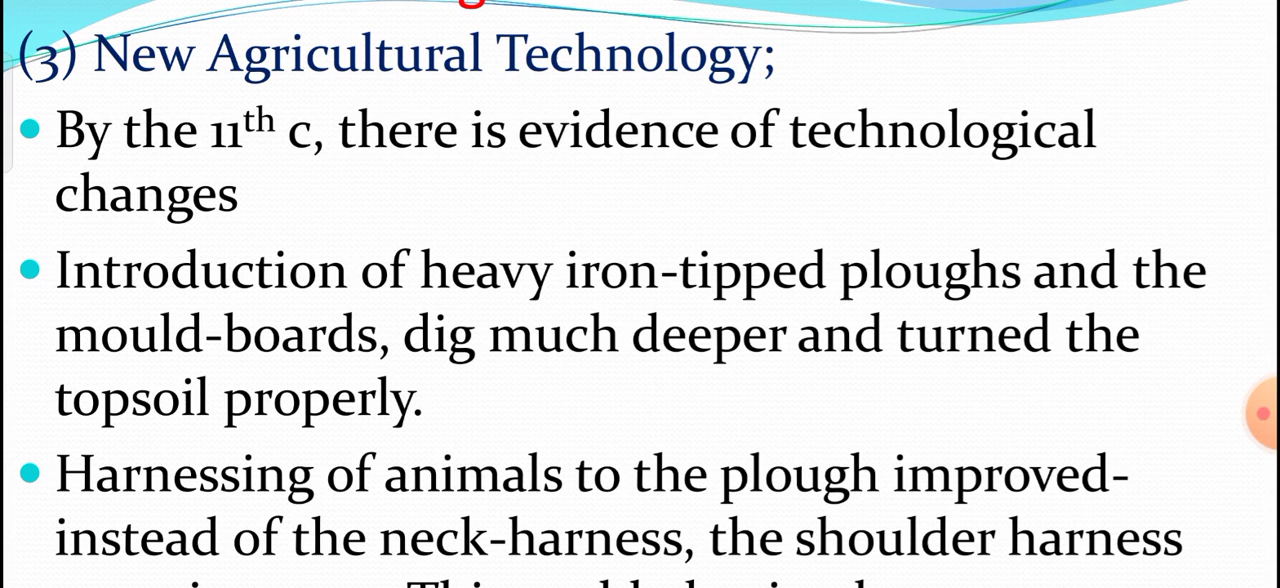 (3) New Agricultural Technology;
• By the 11th c, there is evidence of technological
changes
• Introduction of heavy iron-tipped ploughs and the
mould-boards, dig much deeper and turned the
topsoil properly.
• Harnessing of animals to the plough improved-
instead of the neck-harness, the shoulder harness